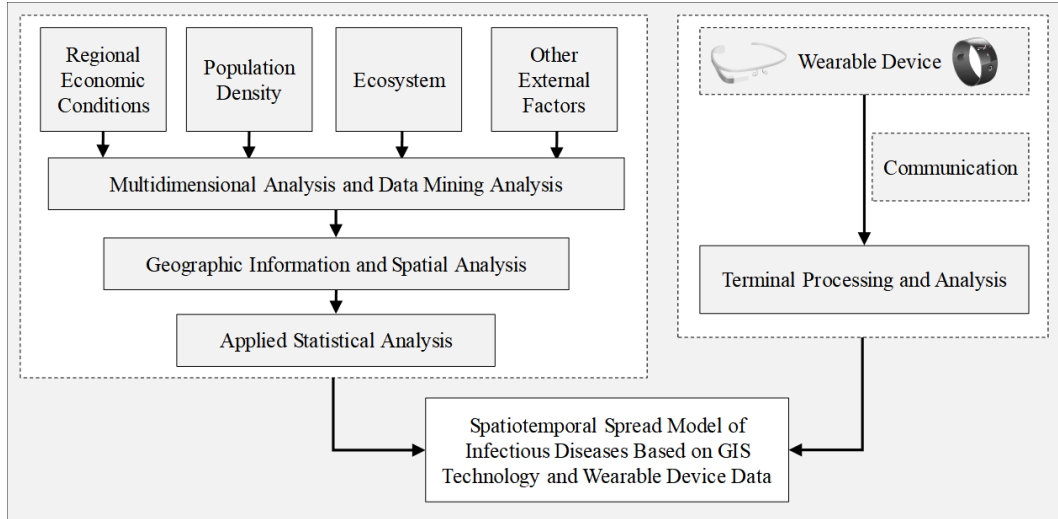 Regional
Economic
Conditions
Population
Density
Ecosystem
Other
External
Factors
Multidimensional Analysis and Data Mining Analysis
Geographic Information and Spatial Analysis
Applied Statistical Analysis
Wearable Device
Communication
Terminal Processing and Analysis
Spatiotemporal Spread Model of
Infectious Diseases Based on GIS
Technology and Wearable Device Data